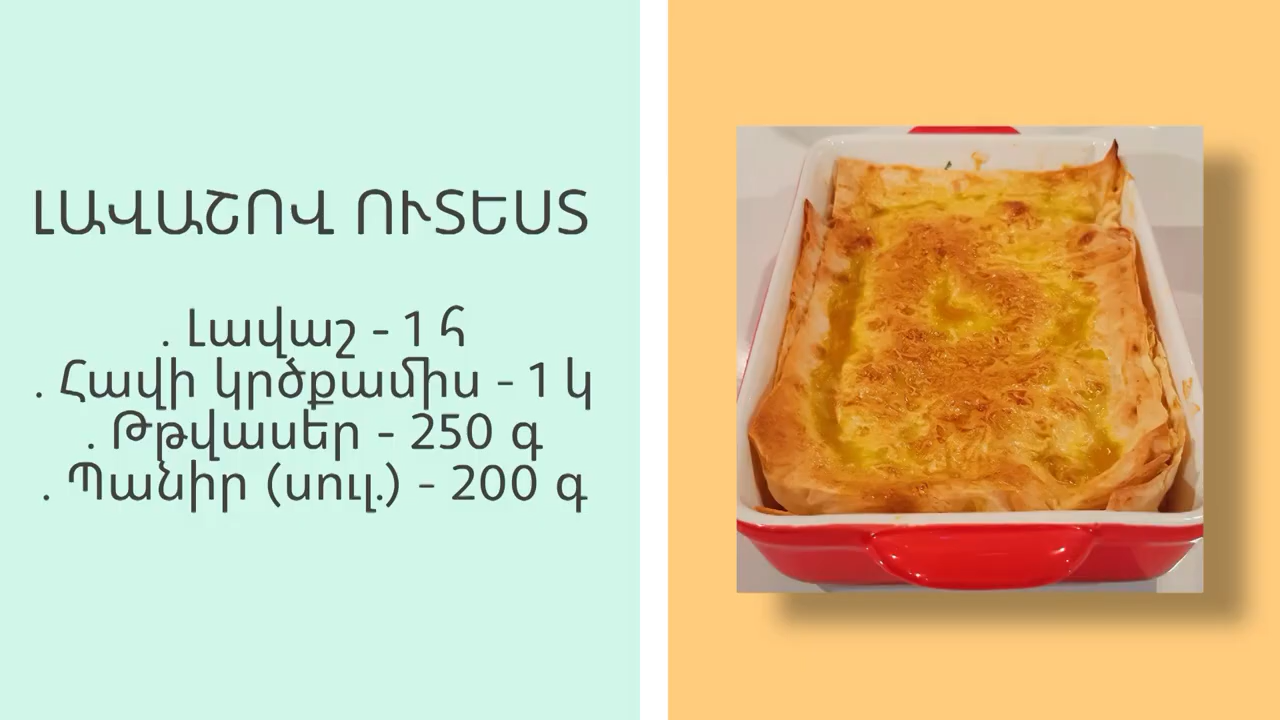 ԼԱՎԱՇՈՎ ՈՒՏԵՍՏ
. Լավաշ - 1 հ
. Հավի կրծքամիս - 1 կ
. Թթվասեր - 250 գ
. Պանիր (սուլ.) - 200 գ